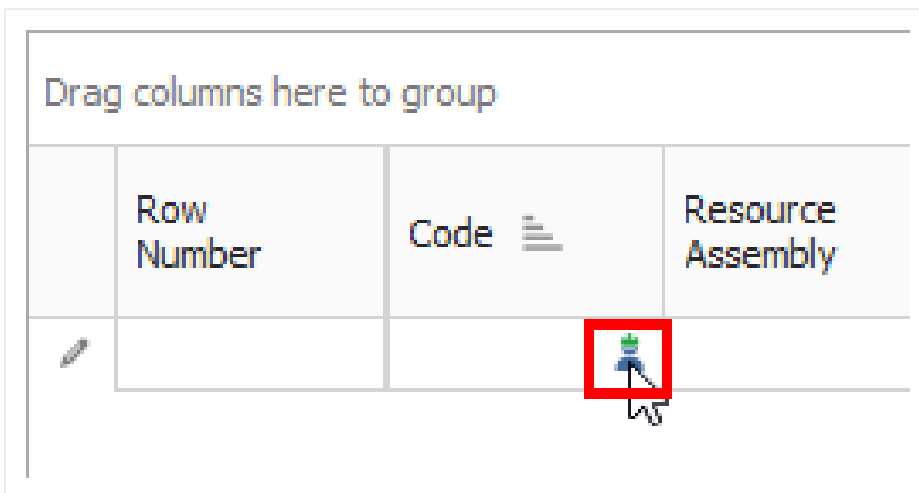 Drag columns here to group
Row
Number
Code
Resource
Assembly